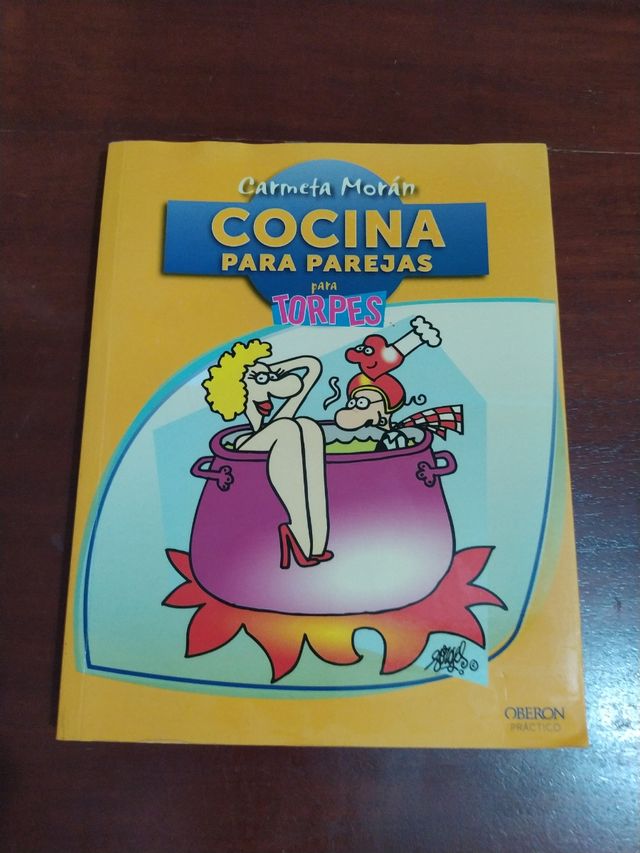 Carmeta Morán
COCINA
PARA PAREJAS
para
TORPES
OBERON
PRÁCTICO